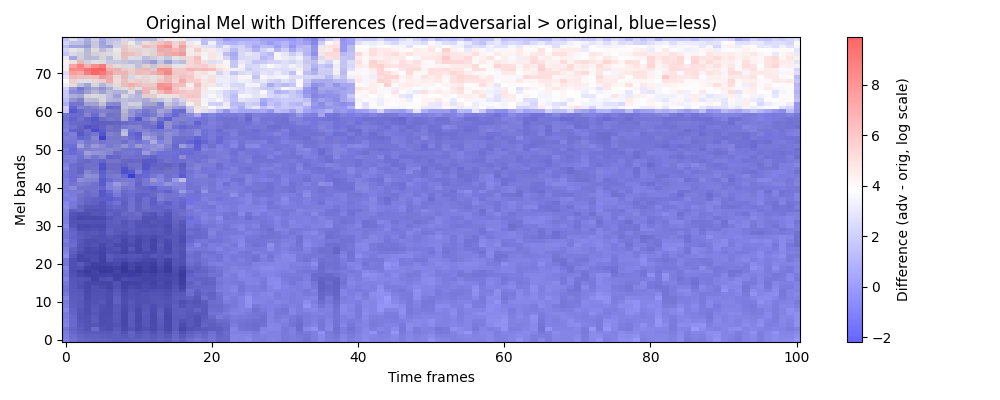 Original Mel with Differences (red=adversarial > original, blue=less)
Mel bands
70
60
50
40
30
20
10
0
0 20 40 60 80 100
Time frames
8
6
4
2
0
−2
Difference (adv - orig, log scale)